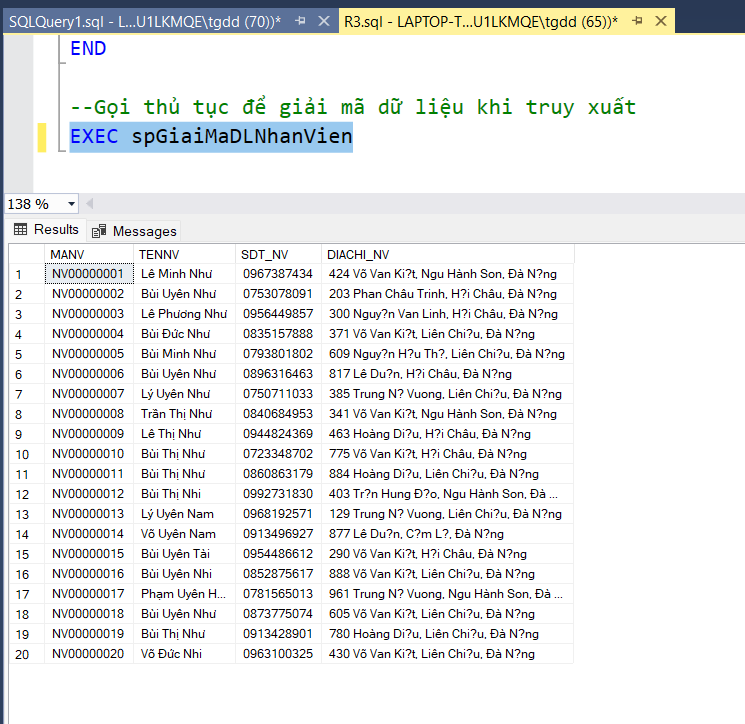 SQLQuery1.sql - L...U1LKMQE\tgdd (70))* R3.sql - LAPTOP-T...U1LKMQE\tgdd (65))*
END
--Gọi thủ tục để giải mã dữ liệu khi truy xuất
EXEC spGiaiMaDLNhanVien
138 %
Results Messages
MANV TENNV SDT_NV DIACHI_NV
1 NV00000001 Lê Minh Như 0967387434 424 Võ Van Ki?t, Ngu Hành Son, Đà N?ng
2 NV00000002 Bùi Uyên Như 0753078091 203 Phan Châu Trinh, H?i Châu, Đà N?ng
3 NV00000003 Lê Phương Như 0956449857 300 Nguy?n Van Linh, H?i Châu, Đà N?ng
4 NV00000004 Bùi Đức Như 0835157888 371 Võ Van Ki?t, Liên Chi?u, Đà N?ng
5 NV00000005 Bùi Minh Như 0793801802 609 Nguy?n H?u Th?, Liên Chi?u, Đà N?ng
6 NV00000006 Bùi Uyên Như 0896316463 817 Lê Du?n, H?i Châu, Đà N?ng
7 NV00000007 Lý Uyên Như 0750711033 385 Trung N? Vuong, Liên Chi?u, Đà N?ng
8 NV00000008 Trần Thị Như 0840684953 341 Võ Van Ki?t, Ngu Hành Son, Đà N?ng
9 NV00000009 Lê Thị Như 0944824369 463 Hoàng Di?u, H?i Châu, Đà N?ng
10 NV00000010 Bùi Thị Như 0723348702 775 Võ Van Ki?t, H?i Châu, Đà N?ng
11 NV00000011 Bùi Thị Như 0860863179 884 Hoàng Di?u, Liên Chi?u, Đà N?ng
12 NV00000012 Bùi Thị Nhi 0992731830 403 Tr?n Hung Đ?o, Ngu Hành Son, Đà ...
13 NV00000013 Lý Uyên Nam 0968192571 129 Trung N? Vuong, Liên Chi?u, Đà N?ng
14 NV00000014 Võ Uyên Nam 0913496927 877 Lê Du?n, C?m L?, Đà N?ng
15 NV00000015 Bùi Uyên Tài 0954486612 290 Võ Van Ki?t, H?i Châu, Đà N?ng
16 NV00000016 Bùi Uyên Nhi 0852875617 888 Võ Van Ki?t, Liên Chi?u, Đà N?ng
17 NV00000017 Phạm Uyên H... 0781565013 961 Trung N? Vuong, Ngu Hành Son, Đà ...
18 NV00000018 Bùi Uyên Như 0873775074 605 Võ Van Ki?t, Liên Chi?u, Đà N?ng
19 NV00000019 Bùi Thị Như 0913428901 780 Hoàng Di?u, Liên Chi?u, Đà N?ng
20 NV00000020 Võ Đức Nhi 0963100325 430 Võ Van Ki?t, Liên Chi?u, Đà N?ng